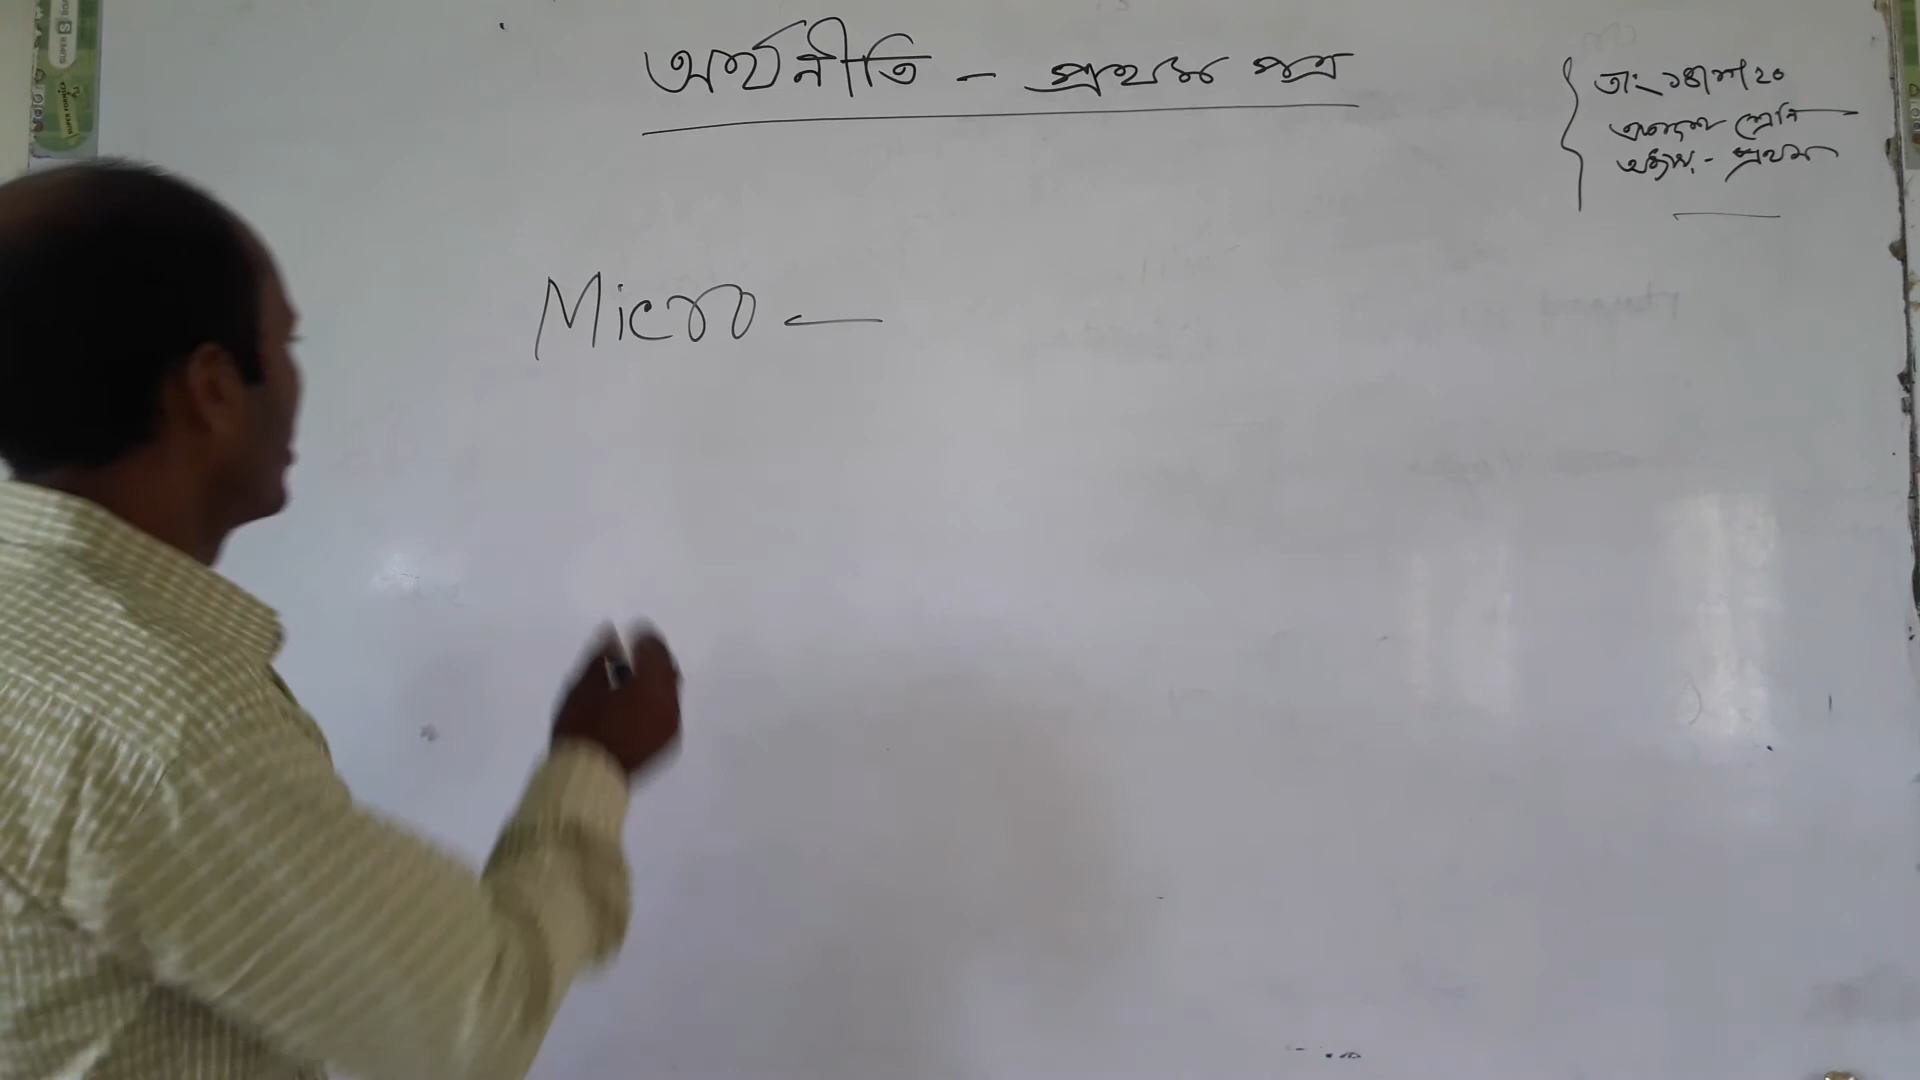 অর্থনীতি - প্রথম পত্র
তাং
একাদশ শ্রেণি
অধ্যায় - প্রথম
Micro —